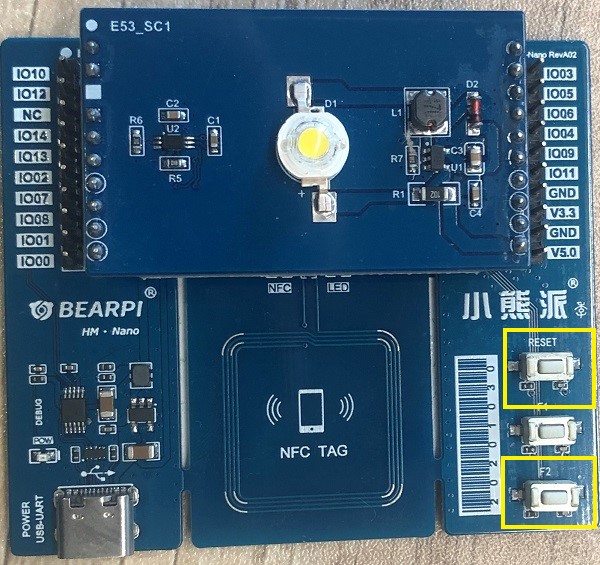 E53_SC1
-Nano RevA02
IO10
IO12
NC
IO14
IO13
IO02
IO07
IO08
IO01
IO00
C2
U2
R6
C1
R5
D1
+
L1
D2
R7
C3
U1
R1
102
C4
IO03
IO05
IO06
IO04
IO09
IO11
GND
V3.3
GND
V5.0
BEARPI®
HM · Nano
NFC
LED
小熊派®
RESET
DEBUG
POW
NFC TAG
F2
POWER
USB-UART